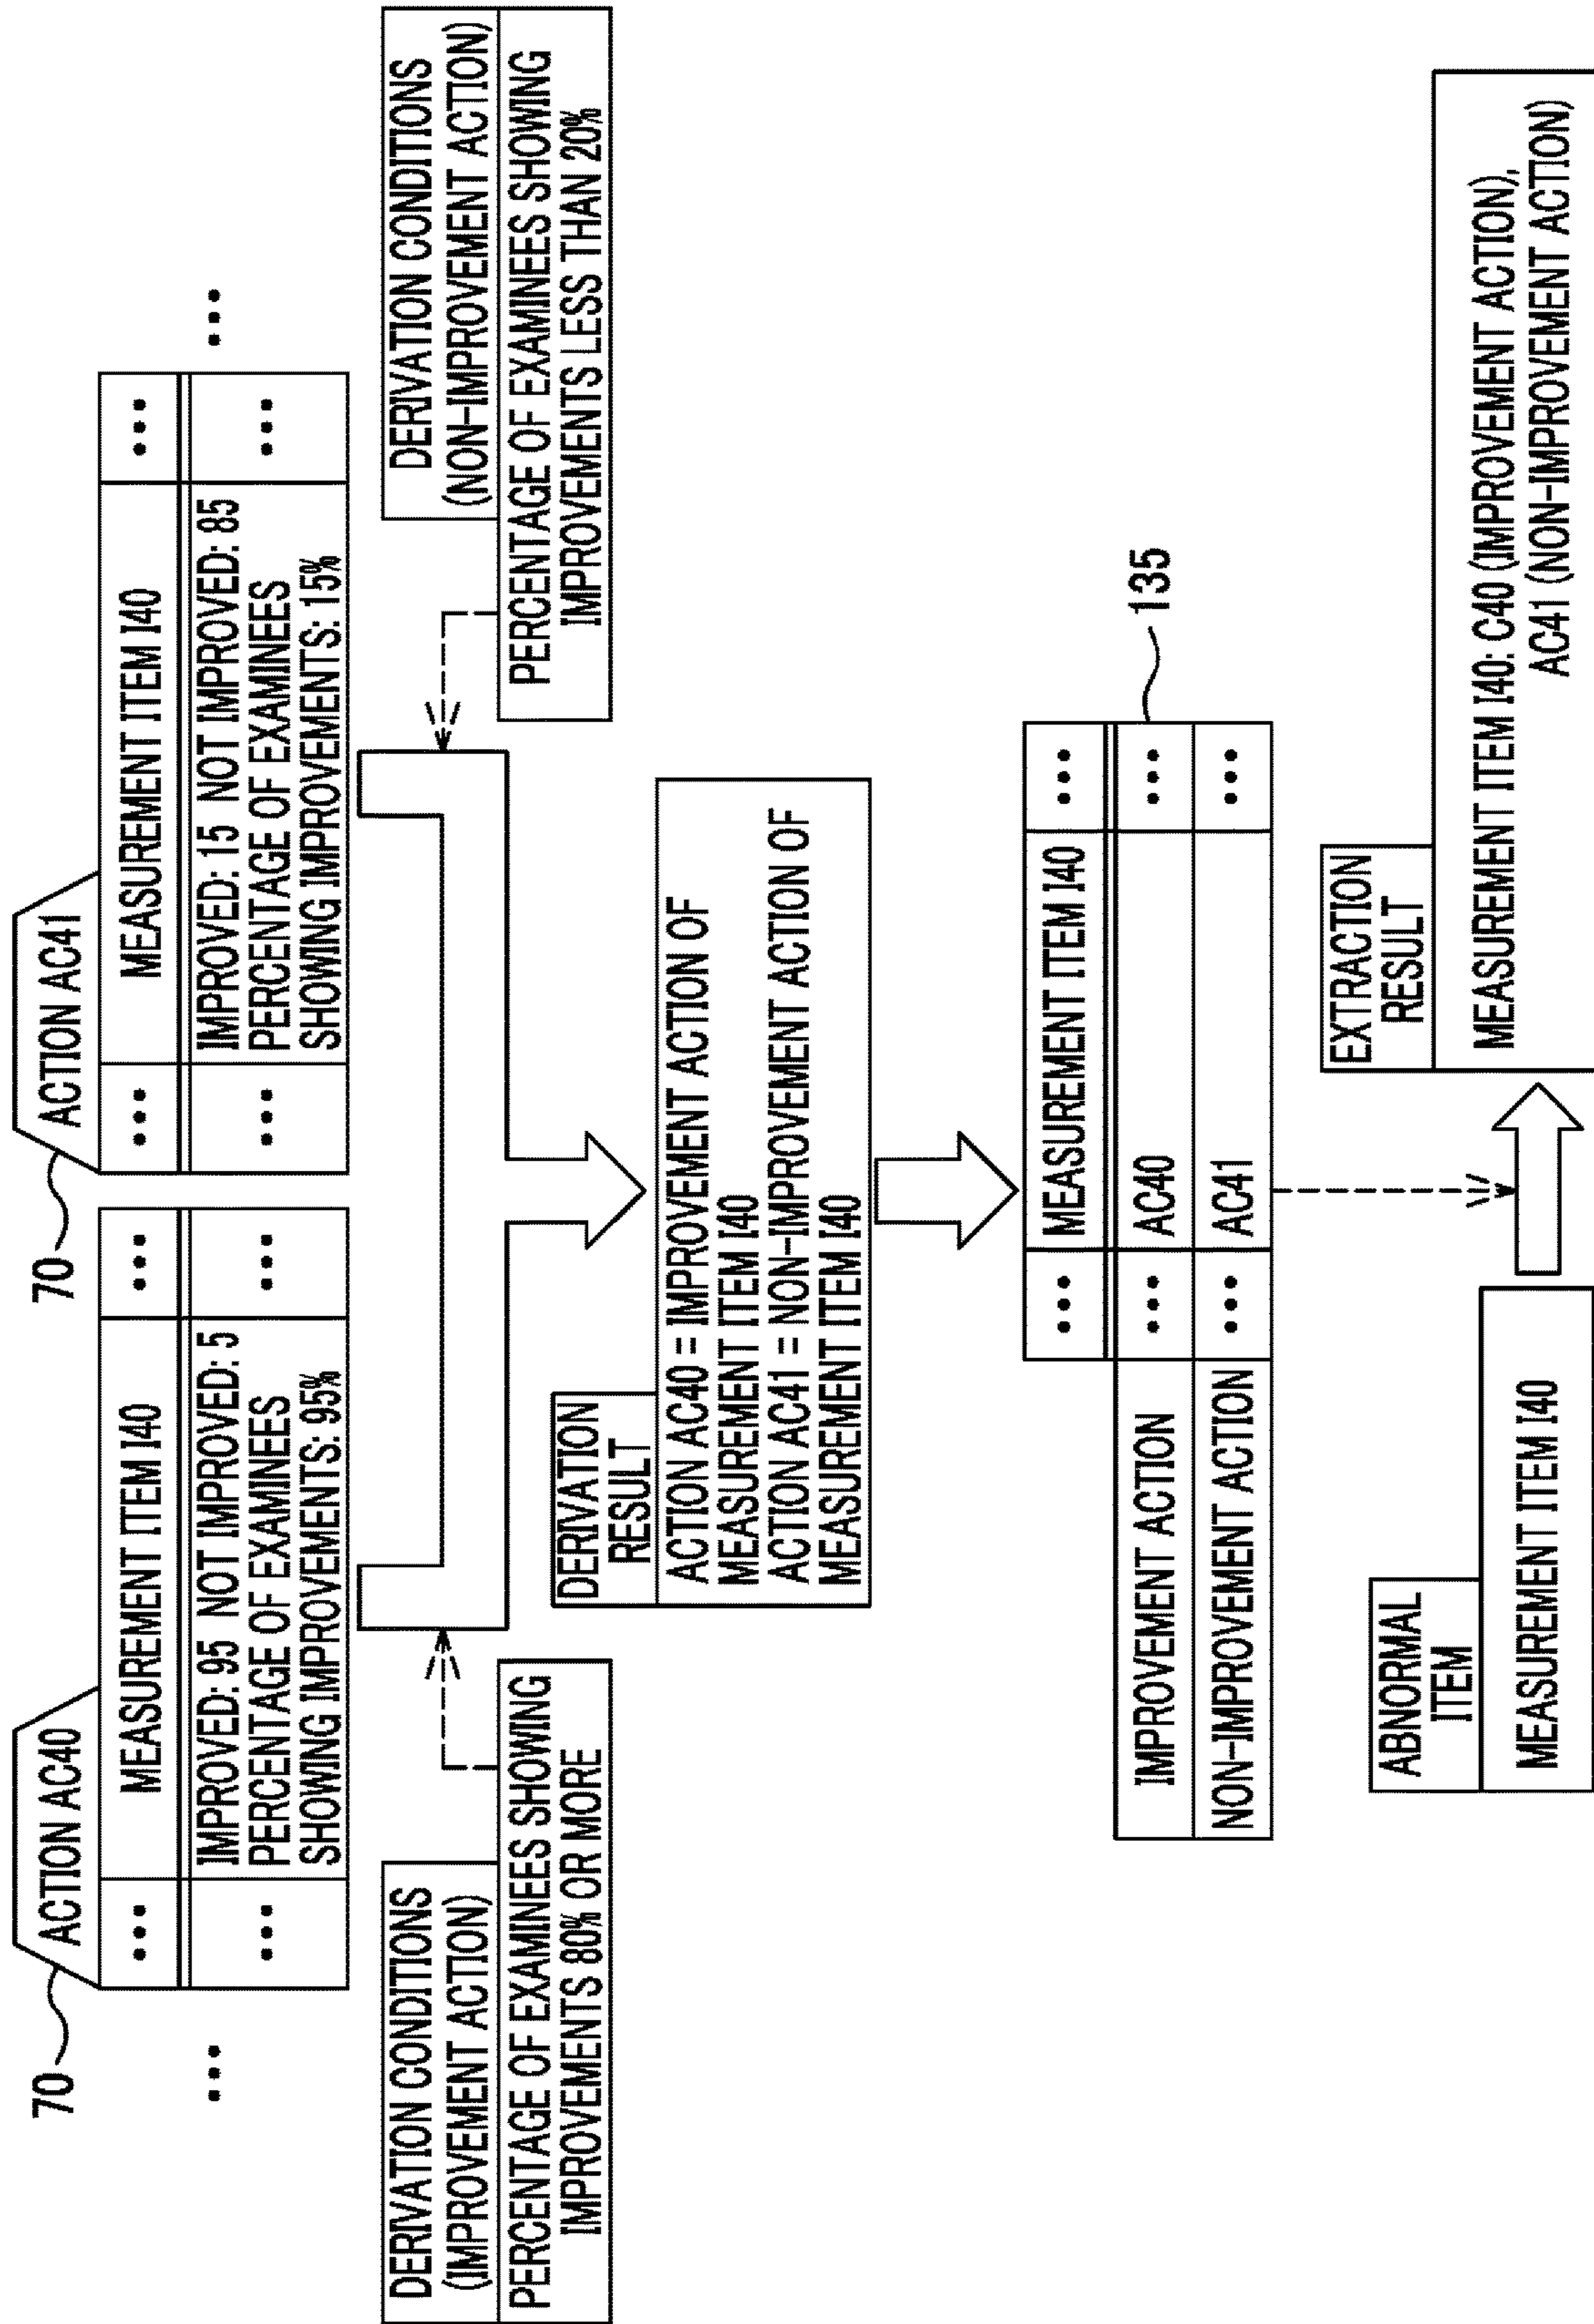 70
ACTION AC40
... MEASUREMENT ITEM I40 ...
... IMPROVED: 95 NOT IMPROVED: 5 ...
PERCENTAGE OF EXAMINEES
SHOWING IMPROVEMENTS: 95%
...
70
ACTION AC41
... MEASUREMENT ITEM I40 ...
... IMPROVED: 15 NOT IMPROVED: 85 ...
PERCENTAGE OF EXAMINEES
SHOWING IMPROVEMENTS: 15%
...
DERIVATION CONDITIONS
(IMPROVEMENT ACTION)
PERCENTAGE OF EXAMINEES SHOWING
IMPROVEMENTS 80% OR MORE
DERIVATION CONDITIONS
(NON-IMPROVEMENT ACTION)
PERCENTAGE OF EXAMINEES SHOWING
IMPROVEMENTS LESS THAN 20%
DERIVATION
RESULT
ACTION AC40 = IMPROVEMENT ACTION OF
MEASUREMENT ITEM I40
ACTION AC41 = NON-IMPROVEMENT ACTION OF
MEASUREMENT ITEM I40
... MEASUREMENT ITEM I40 ...
IMPROVEMENT ACTION ... AC40 ...
NON-IMPROVEMENT ACTION ... AC41 ...
135
ABNORMAL
ITEM
MEASUREMENT ITEM I40
EXTRACTION
RESULT
MEASUREMENT ITEM I40: C40 (IMPROVEMENT ACTION),
AC41 (NON-IMPROVEMENT ACTION)